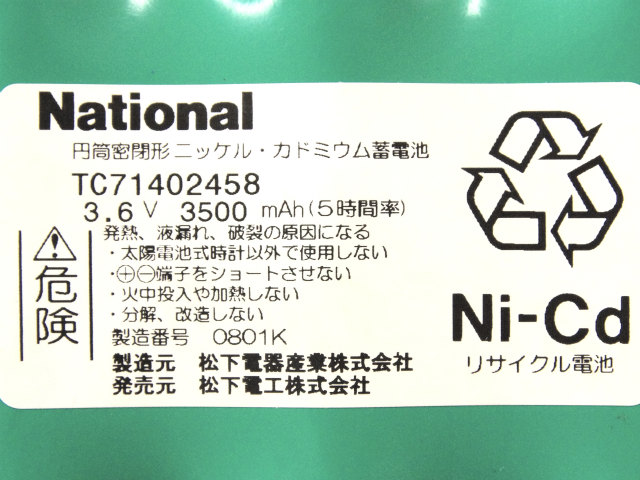 National
円筒密閉形ニッケル・カドミウム蓄電池
TC71402458
3.6V 3500mAh(5時間率)
危険
発熱、液漏れ、破裂の原因になる
・太陽電池式時計以外で使用しない
・⊕⊖端子をショートさせない
・火中投入や加熱しない
・分解、改造しない
製造番号 0801K
製造元 松下電器産業株式会社
発売元 松下電工株式会社
Ni-Cd
リサイクル電池